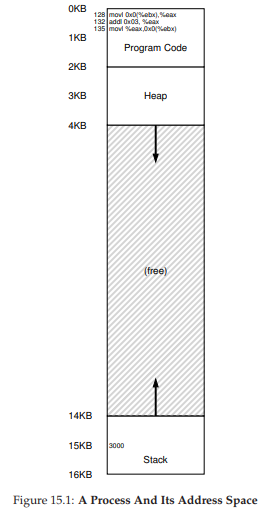 0KB
128 movl 0x0(%ebx),%eax
132 addl 0x03, %eax
135 movl %eax,0x0(%ebx)
1KB
Program Code
2KB
3KB Heap
4KB
(free)
14KB
15KB 3000
Stack
16KB
Figure 15.1: A Process And Its Address Space